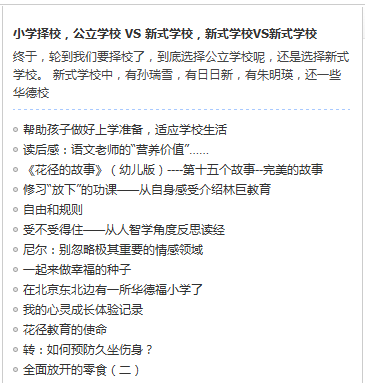 小学择校，公立学校 VS 新式学校，新式学校VS新式学校
终于，轮到我们要择校了，到底选择公立学校呢，还是选择新式
学校。 新式学校中，有孙瑞雪，有日日新，有朱明瑛，还一些
华德校
帮助孩子做好上学准备，适应学校生活
读后感：语文老师的“营养价值”……
《花径的故事》（幼儿版）----第十五个故事--完美的故事
修习“放下”的功课——从自身感受介绍林巨教育
自由和规则
受不受得住——从人智学角度反思读经
尼尔：别忽略极其重要的情感领域
一起来做幸福的种子
在北京东北边有一所华德福小学了
我的心灵成长体验记录
花径教育的使命
转：如何预防久坐伤身？
全面放开的零食（二）